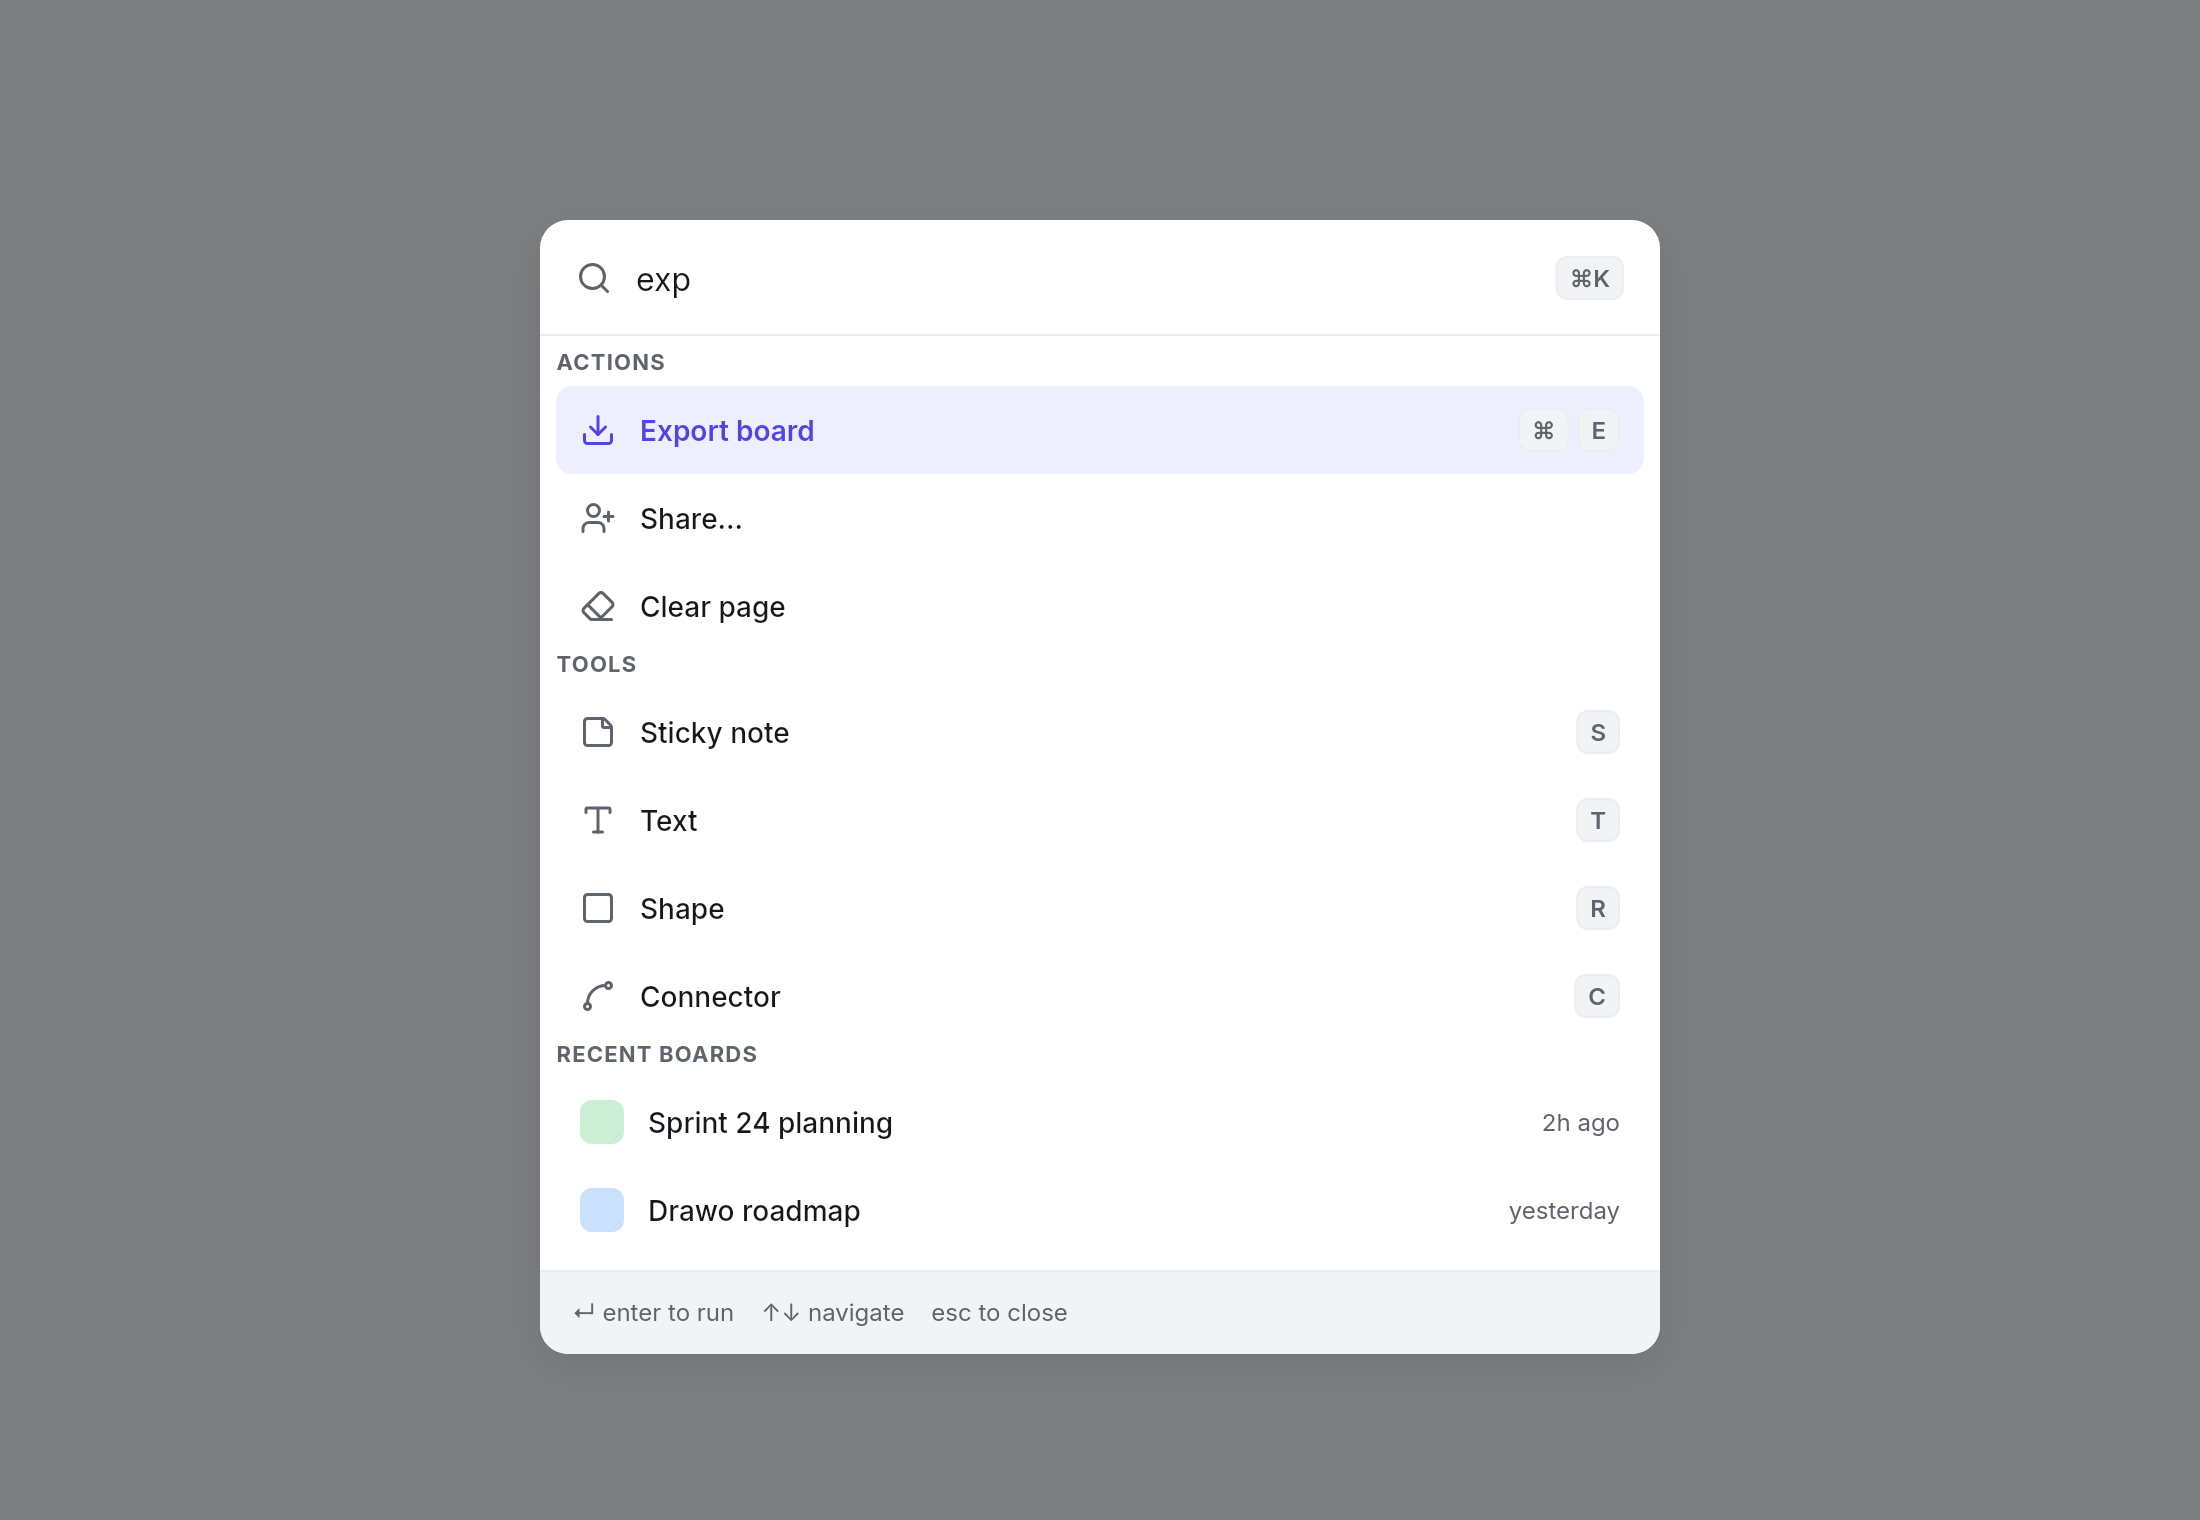 exp ⌘K
ACTIONS
Export board ⌘ E
Share...
Clear page
TOOLS
Sticky note S
Text T
Shape R
Connector C
RECENT BOARDS
Sprint 24 planning 2h ago
Drawo roadmap yesterday
↵ enter to run ↑↓ navigate esc to close